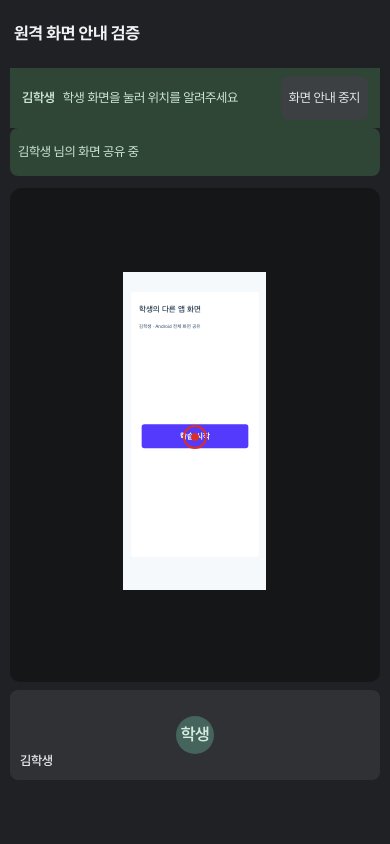 원격 화면 안내 검증
김학생 학생 화면을 눌러 위치를 알려주세요
화면 안내 중지
김학생 님의 화면 공유 중
학생의 다른 앱 화면
김학생 · Android 전체 화면 공유
학생
김학생